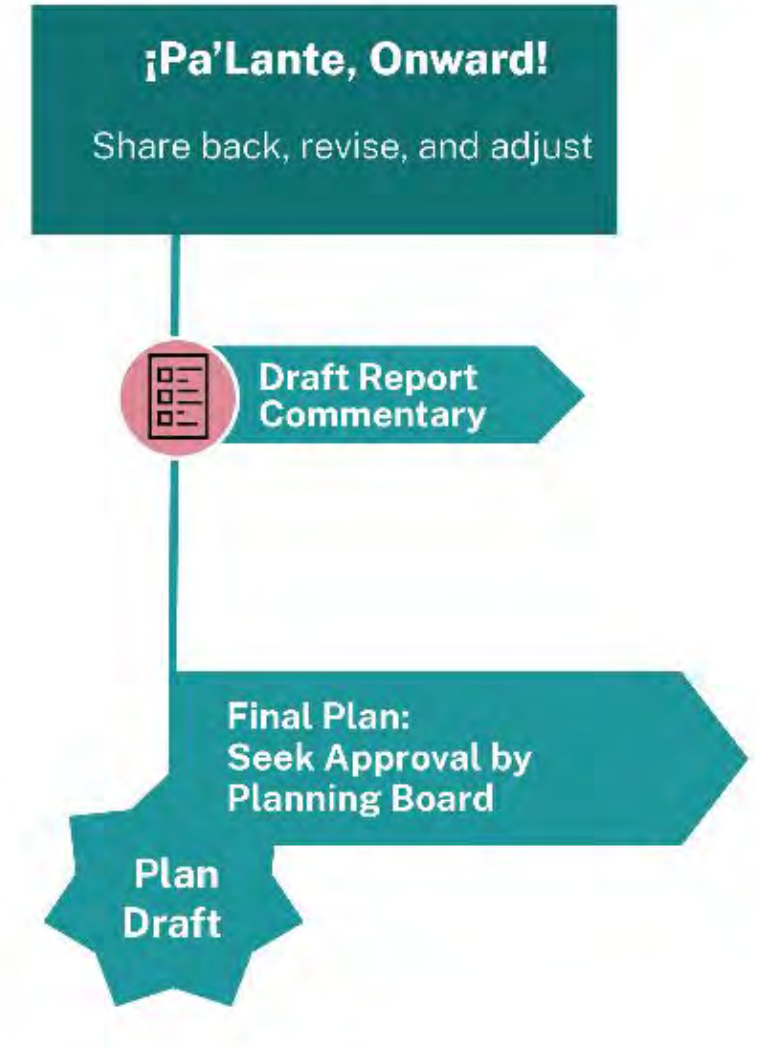 ¡Pa'Lante, Onward!
Share back, revise, and adjust
Draft Report
Commentary
Final Plan:
Seek Approval by
Planning Board
Plan
Draft